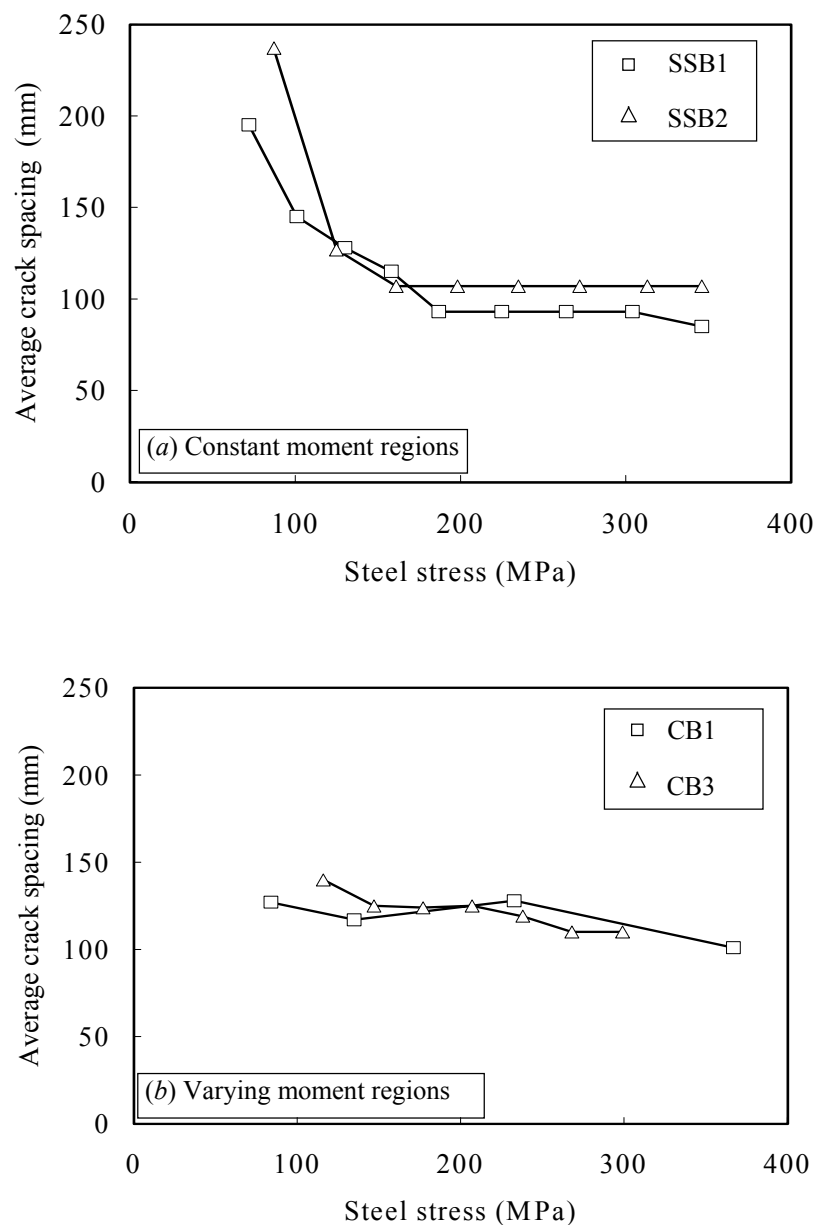 250
200
150
100
50
0
Average crack spacing (mm)
SSB1
SSB2
(a) Constant moment regions
0 100 200 300 400
Steel stress (MPa)
250
200
150
100
50
0
Average crack spacing (mm)
CB1
CB3
(b) Varying moment regions
0 100 200 300 400
Steel stress (MPa)